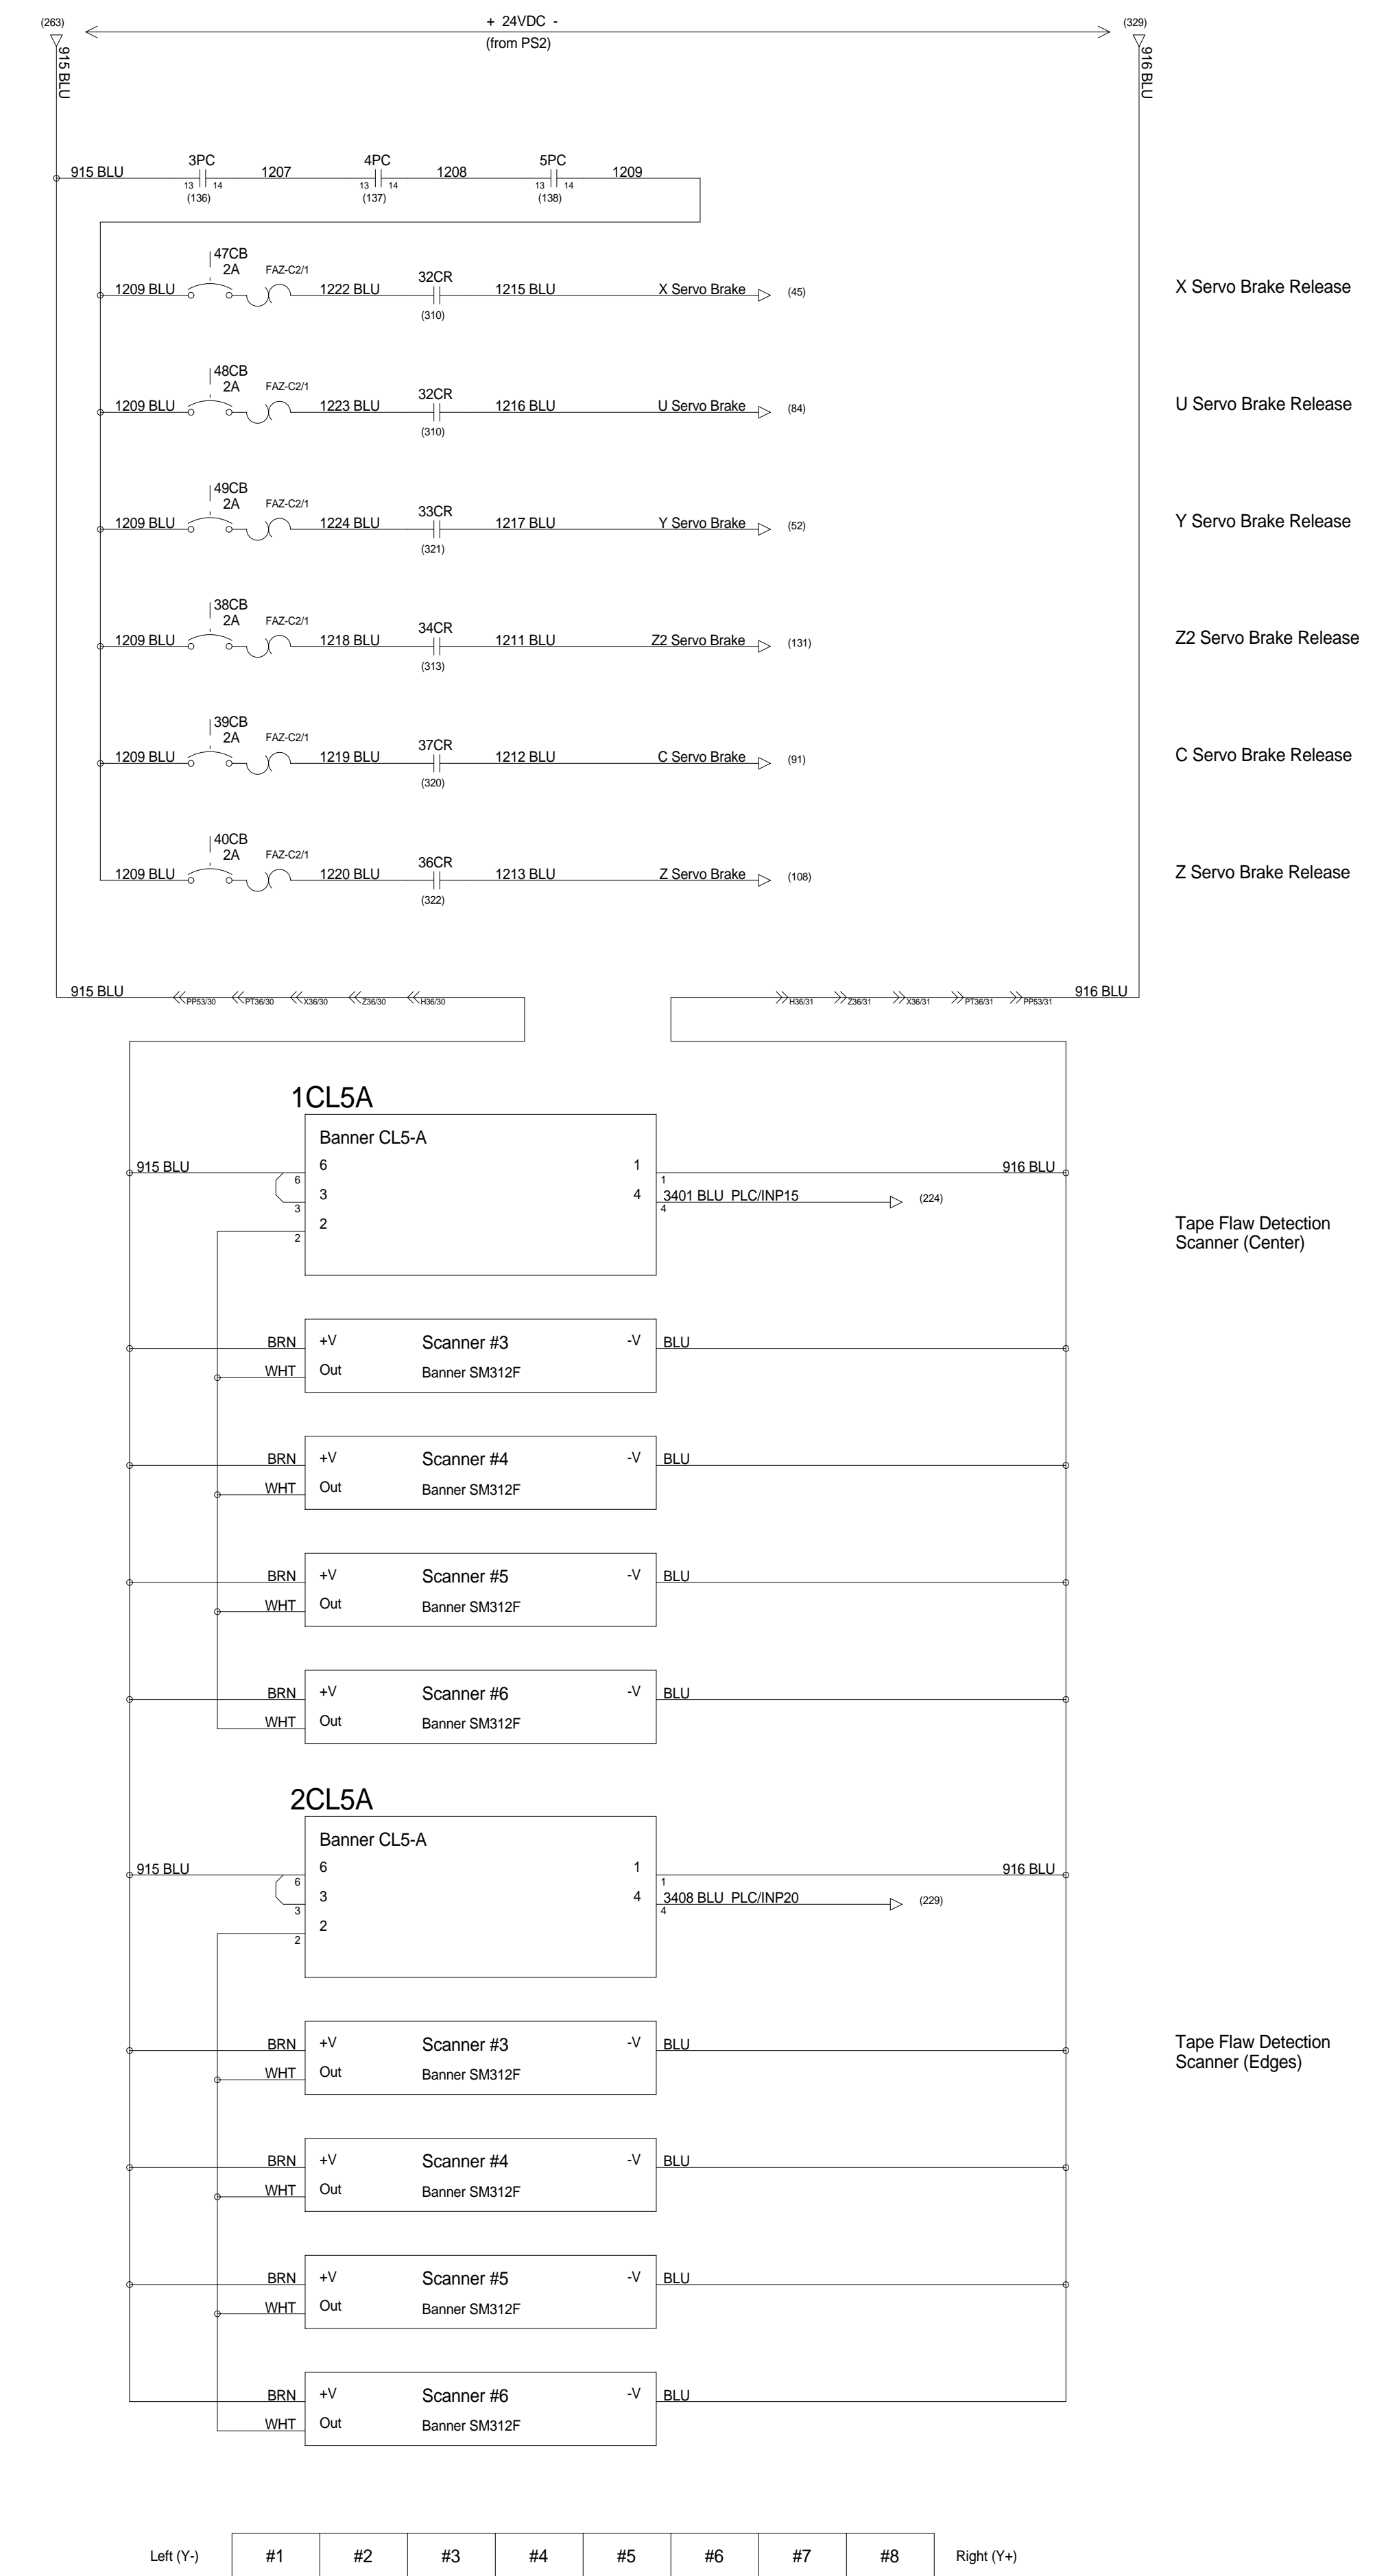 (263)
+ 24VDC -
(329)
(from PS2)
915 BLU
916 BLU
3PC
4PC
5PC
915 BLU
1207
1208
1209
13 14
13 14
13 14
(136)
(137)
(138)
47CB
2A
FAZ-C2/1
32CR
1209 BLU
1222 BLU
1215 BLU
X Servo Brake
(45)
X Servo Brake Release
(310)
48CB
2A
FAZ-C2/1
32CR
1209 BLU
1223 BLU
1216 BLU
U Servo Brake
(84)
U Servo Brake Release
(310)
49CB
2A
FAZ-C2/1
33CR
1209 BLU
1224 BLU
1217 BLU
Y Servo Brake
(52)
Y Servo Brake Release
(321)
38CB
2A
FAZ-C2/1
34CR
1209 BLU
1218 BLU
1211 BLU
Z2 Servo Brake
(131)
Z2 Servo Brake Release
(313)
39CB
2A
FAZ-C2/1
37CR
1209 BLU
1219 BLU
1212 BLU
C Servo Brake
(91)
C Servo Brake Release
(320)
40CB
2A
FAZ-C2/1
36CR
1209 BLU
1220 BLU
1213 BLU
Z Servo Brake
(108)
Z Servo Brake Release
(322)
915 BLU
PP53/30
PT36/30
X36/30
Z36/30
H36/30
H36/31
Z36/31
X36/31
PT36/31
PP53/31
916 BLU
1CL5A
Banner CL5-A
915 BLU
6
6
1
1
916 BLU
3
3
4
4
3401 BLU PLC/INP15
(224)
2
2
Tape Flaw Detection
Scanner (Center)
BRN
+V
Scanner #3
-V
BLU
WHT
Out
Banner SM312F
BRN
+V
Scanner #4
-V
BLU
WHT
Out
Banner SM312F
BRN
+V
Scanner #5
-V
BLU
WHT
Out
Banner SM312F
BRN
+V
Scanner #6
-V
BLU
WHT
Out
Banner SM312F
2CL5A
Banner CL5-A
915 BLU
6
6
1
1
916 BLU
3
3
4
4
3408 BLU PLC/INP20
(229)
2
2
BRN
+V
Scanner #3
-V
BLU
WHT
Out
Banner SM312F
Tape Flaw Detection
Scanner (Edges)
BRN
+V
Scanner #4
-V
BLU
WHT
Out
Banner SM312F
BRN
+V
Scanner #5
-V
BLU
WHT
Out
Banner SM312F
BRN
+V
Scanner #6
-V
BLU
WHT
Out
Banner SM312F
Left (Y-)
#1
#2
#3
#4
#5
#6
#7
#8
Right (Y+)